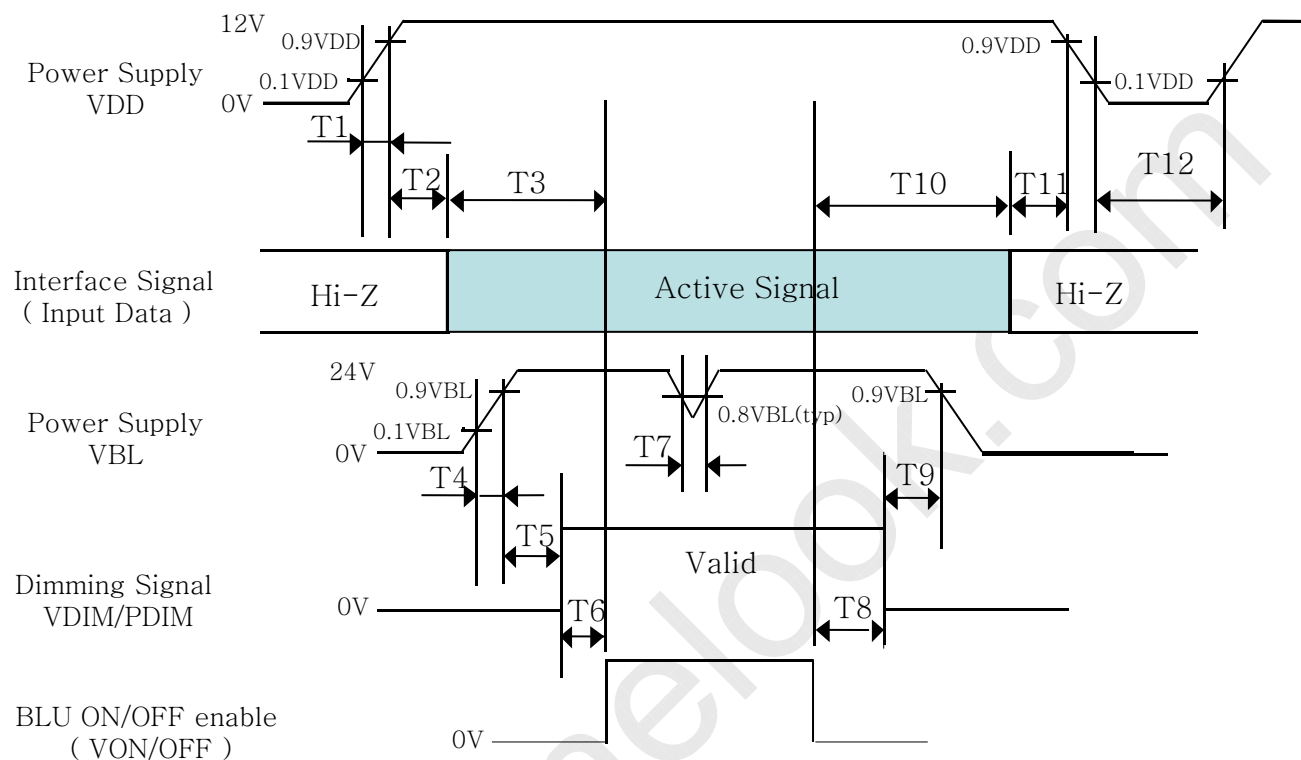 12V
0.9VDD
0.9VDD
Power Supply
VDD
0.1VDD
0.1VDD
0V
T1
T2
T3
T10
T11
T12
Interface Signal
( Input Data )
Hi-Z
Active Signal
Hi-Z
24V
0.9VBL
0.9VBL
0.8VBL(typ)
Power Supply
VBL
0.1VBL
0V
T7
T4
T9
T5
Valid
Dimming Signal
VDIM/PDIM
0V
T6
T8
BLU ON/OFF enable
( VON/OFF )
0V
elook.com